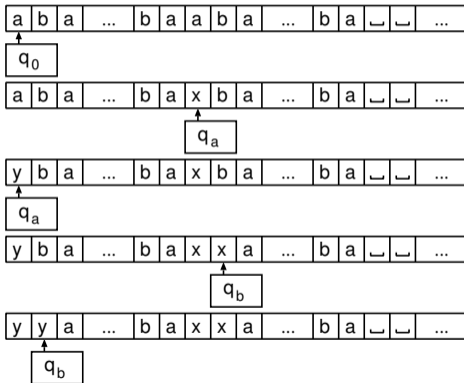 a b a ... b a a b a ... b a ␣ ␣ ...
q0
a b a ... b a x b a ... b a ␣ ␣ ...
qa
y b a ... b a x b a ... b a ␣ ␣ ...
qa
y b a ... b a x x a ... b a ␣ ␣ ...
qb
y y a ... b a x x a ... b a ␣ ␣ ...
qb